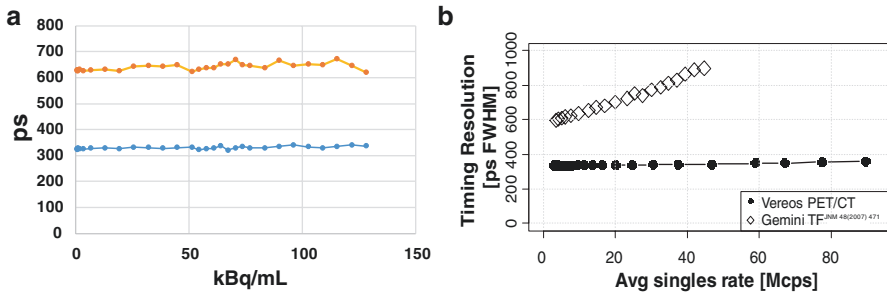 a
800
700
600
500
400
300
200
100
0
ps
0
50
100
150
kBq/mL
b
Timing Resolution
[ps FWHM]
0 200 400 600 800 1000
Vereos PET/CT
Gemini TF JNM 48(2007) 471
0 20 40 60 80
Avg singles rate [Mcps]